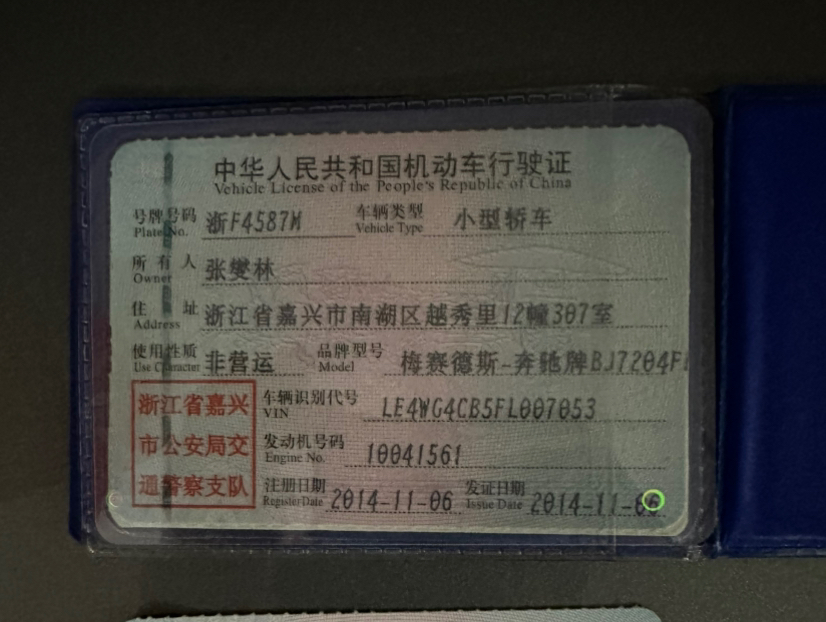 中华人民共和国机动车行驶证
Vehicle License of the People's Republic of China
号牌号码 浙F4587M 车辆类型 小型轿车
Plate No. Vehicle Type
所有人 张燮林
Owner
住址 浙江省嘉兴市南湖区越秀里12幢307室
Address
使用性质 非营运 品牌型号 梅赛德斯-奔驰牌BJ7204F
Use Character Model
浙江省嘉兴
市公安局交
通警察支队
车辆识别代号 LE4WG4CB5FL007053
VIN
发动机号码 10041561
Engine No.
注册日期 2014-11-06 发证日期 2014-11-06
Register Date Issue Date